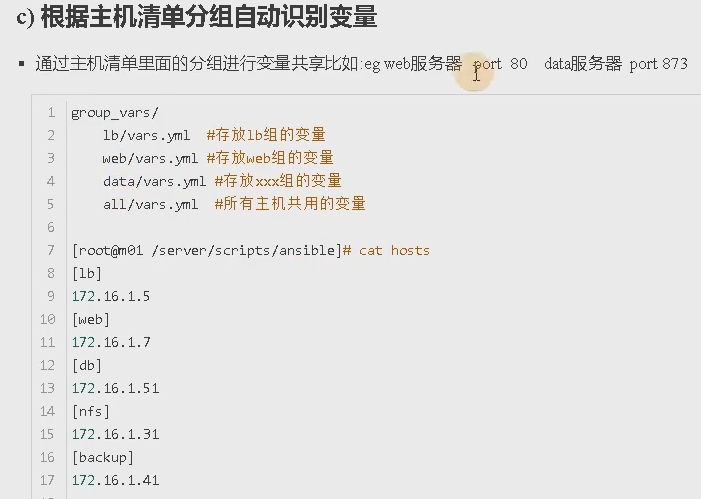 c) 根据主机清单分组自动识别变量
▪ 通过主机清单里面的分组进行变量共享比如:eg web服务器 port 80 data服务器 port 873
1 group_vars/
2 lb/vars.yml #存放lb组的变量
3 web/vars.yml #存放web组的变量
4 data/vars.yml #存放xxx组的变量
5 all/vars.yml #所有主机共用的变量
6
7 [root@m01 /server/scripts/ansible]# cat hosts
8 [lb]
9 172.16.1.5
10 [web]
11 172.16.1.7
12 [db]
13 172.16.1.51
14 [nfs]
15 172.16.1.31
16 [backup]
17 172.16.1.41